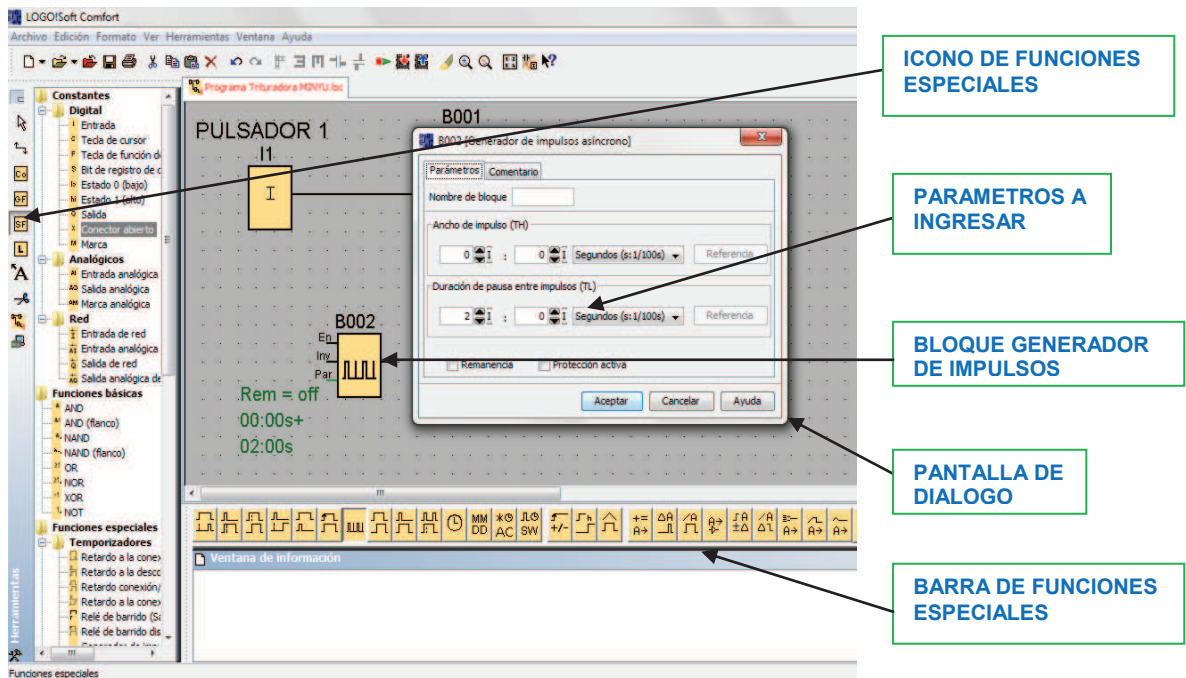 LOGO!Soft Comfort
Archivo Edición Formato Ver Herramientas Ventana Ayuda
Programa Trituradora MINYU.lsc
Constantes
Digital
Entrada
Tecla de cursor
Tecla de función d
Bit de registro de c
Estado 0 (bajo)
Estado 1 (alto)
Salida
Conector abierto
Marca
Analógicos
Entrada analógica
Salida analógica
Marca analógica
Red
Entrada de red
Entrada analógica
Salida de red
Salida analógica de
Funciones básicas
AND
AND (flanco)
NAND
NAND (flanco)
OR
NOR
XOR
NOT
Funciones especiales
Temporizadores
Retardo a la conex
Retardo a la descc
Retardo conexión/
Retardo a la conex
Relé de barrido (Sa
Relé de barrido dis
Herramientas
Co
GF
SF
L
A
PULSADOR 1
I1
I
B001
B002
En
Inv
Par
Rem = off
00:00s+
02:00s
B002 [Generador de impulsos asíncrono]
Parámetros Comentario
Nombre de bloque
Ancho de impulso (TH)
0 : 0 Segundos (s:1/100s) Referencia
Duración de pausa entre impulsos (TL)
2 : 0 Segundos (s:1/100s) Referencia
Remanencia Protección activa
Aceptar Cancelar Ayuda
Ventana de información
Funciones especiales
ICONO DE FUNCIONES
ESPECIALES
PARAMETROS A
INGRESAR
BLOQUE GENERADOR
DE IMPULSOS
PANTALLA DE
DIALOGO
BARRA DE FUNCIONES
ESPECIALES